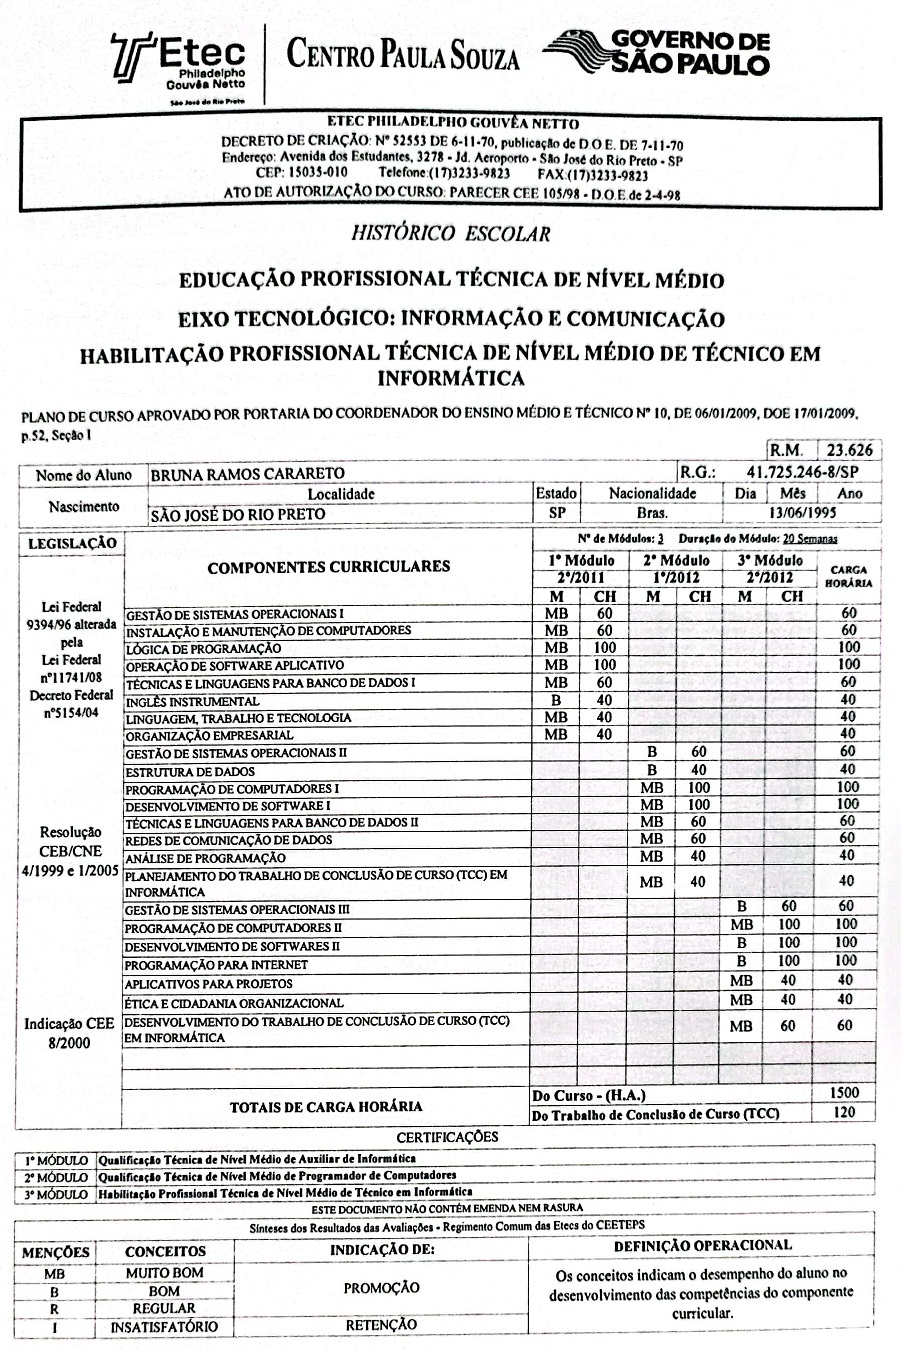 Etec
Philadelpho
Gouvêa Netto
São José do Rio Preto
CENTRO PAULA SOUZA
GOVERNO DE
SÃO PAULO
ETEC PHILADELPHO GOUVÊA NETTO
DECRETO DE CRIAÇÃO: Nº 52553 DE 6-11-70, publicação de D.O.E. DE 7-11-70
Endereço: Avenida dos Estudantes, 3278 - Jd. Aeroporto - São José do Rio Preto - SP
CEP: 15035-010 Telefone:(17)3233-9823 FAX:(17)3233-9823
ATO DE AUTORIZAÇÃO DO CURSO: PARECER CEE 105/98 - D.O.E de 2-4-98
HISTÓRICO ESCOLAR
EDUCAÇÃO PROFISSIONAL TÉCNICA DE NÍVEL MÉDIO
EIXO TECNOLÓGICO: INFORMAÇÃO E COMUNICAÇÃO
HABILITAÇÃO PROFISSIONAL TÉCNICA DE NÍVEL MÉDIO DE TÉCNICO EM
INFORMÁTICA
PLANO DE CURSO APROVADO POR PORTARIA DO COORDENADOR DO ENSINO MÉDIO E TÉCNICO Nº 10, DE 06/01/2009, DOE 17/01/2009,
p.52, Seção I
R.M. 23.626
Nome do Aluno BRUNA RAMOS CARARETO R.G.: 41.725.246-8/SP
Nascimento Localidade Estado Nacionalidade Dia Mês Ano
SÃO JOSÉ DO RIO PRETO SP Bras. 13/06/1995
LEGISLAÇÃO COMPONENTES CURRICULARES Nº de Módulos: 3 Duração do Módulo: 20 Semanas
1º Módulo 2º Módulo 3º Módulo CARGA HORÁRIA
2º/2011 1º/2012 2º/2012
M CH M CH M CH
Lei Federal
9394/96 alterada
pela
Lei Federal
nº11741/08
Decreto Federal
nº5154/04
GESTÃO DE SISTEMAS OPERACIONAIS I MB 60 60
INSTALAÇÃO E MANUTENÇÃO DE COMPUTADORES MB 60 60
LÓGICA DE PROGRAMAÇÃO MB 100 100
OPERAÇÃO DE SOFTWARE APLICATIVO MB 100 100
TÉCNICAS E LINGUAGENS PARA BANCO DE DADOS I MB 60 60
INGLÊS INSTRUMENTAL B 40 40
LINGUAGEM, TRABALHO E TECNOLOGIA MB 40 40
ORGANIZAÇÃO EMPRESARIAL MB 40 40
GESTÃO DE SISTEMAS OPERACIONAIS II B 60 60
ESTRUTURA DE DADOS B 40 40
PROGRAMAÇÃO DE COMPUTADORES I MB 100 100
DESENVOLVIMENTO DE SOFTWARE I MB 100 100
TÉCNICAS E LINGUAGENS PARA BANCO DE DADOS II MB 60 60
Resolução
CEB/CNE
4/1999 e 1/2005
REDES DE COMUNICAÇÃO DE DADOS MB 60 60
ANÁLISE DE PROGRAMAÇÃO MB 40 40
PLANEJAMENTO DO TRABALHO DE CONCLUSÃO DE CURSO (TCC) EM
INFORMÁTICA MB 40 40
GESTÃO DE SISTEMAS OPERACIONAIS III B 60 60
PROGRAMAÇÃO DE COMPUTADORES II MB 100 100
DESENVOLVIMENTO DE SOFTWARES II B 100 100
PROGRAMAÇÃO PARA INTERNET B 100 100
APLICATIVOS PARA PROJETOS MB 40 40
ÉTICA E CIDADANIA ORGANIZACIONAL MB 40 40
Indicação CEE
8/2000
DESENVOLVIMENTO DO TRABALHO DE CONCLUSÃO DE CURSO (TCC)
EM INFORMÁTICA MB 60 60
TOTAIS DE CARGA HORÁRIA Do Curso - (H.A.) 1500
Do Trabalho de Conclusão de Curso (TCC) 120
CERTIFICAÇÕES
1º MÓDULO Qualificação Técnica de Nível Médio de Auxiliar de Informática
2º MÓDULO Qualificação Técnica de Nível Médio de Programador de Computadores
3º MÓDULO Habilitação Profissional Técnica de Nível Médio de Técnico em Informática
ESTE DOCUMENTO NÃO CONTÉM EMENDA NEM RASURA
Sínteses dos Resultados das Avaliações - Regimento Comum das Etecs do CEETEPS
MENÇÕES CONCEITOS INDICAÇÃO DE: DEFINIÇÃO OPERACIONAL
MB MUITO BOM PROMOÇÃO Os conceitos indicam o desempenho do aluno no
B BOM desenvolvimento das competências do componente
R REGULAR curricular.
I INSATISFATÓRIO RETENÇÃO